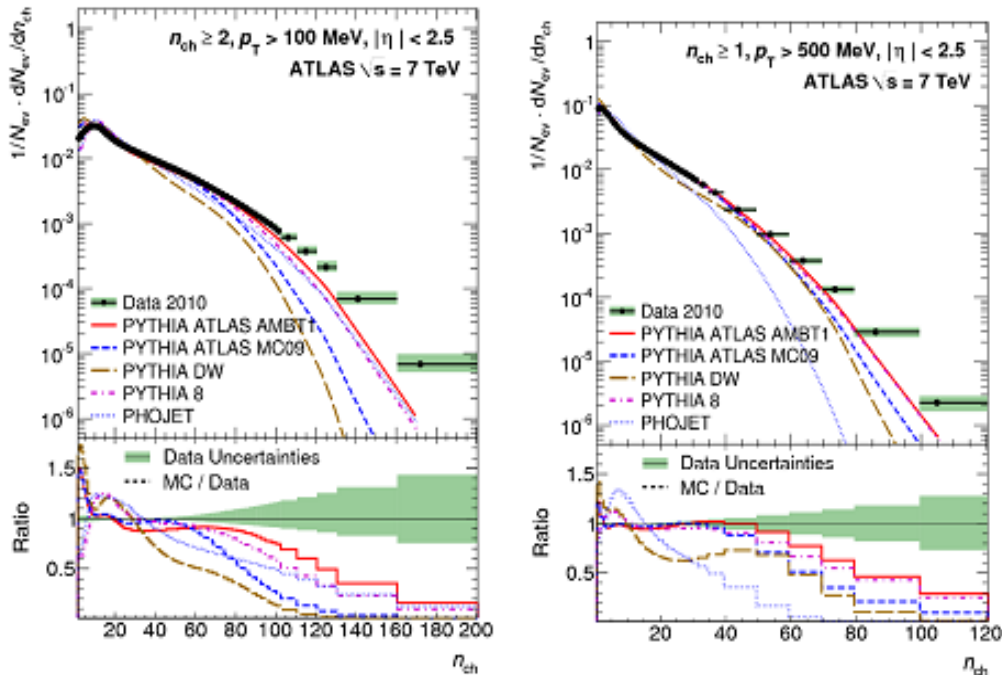 1/N_ev · dN_ev/dn_ch
1
10^-1
10^-2
10^-3
10^-4
10^-5
10^-6
n_ch ≥ 2, p_T > 100 MeV, |η| < 2.5
ATLAS √s = 7 TeV
Data 2010
PYTHIA ATLAS AMBT1
PYTHIA ATLAS MC09
PYTHIA DW
PYTHIA 8
PHOJET
Ratio
1.5
1
0.5
Data Uncertainties
MC / Data
20 40 60 80 100 120 140 160 180 200
n_ch
1/N_ev · dN_ev/dn_ch
1
10^-1
10^-2
10^-3
10^-4
10^-5
10^-6
n_ch ≥ 1, p_T > 500 MeV, |η| < 2.5
ATLAS √s = 7 TeV
Data 2010
PYTHIA ATLAS AMBT1
PYTHIA ATLAS MC09
PYTHIA DW
PYTHIA 8
PHOJET
Ratio
1.5
1
0.5
Data Uncertainties
MC / Data
20 40 60 80 100 120
n_ch